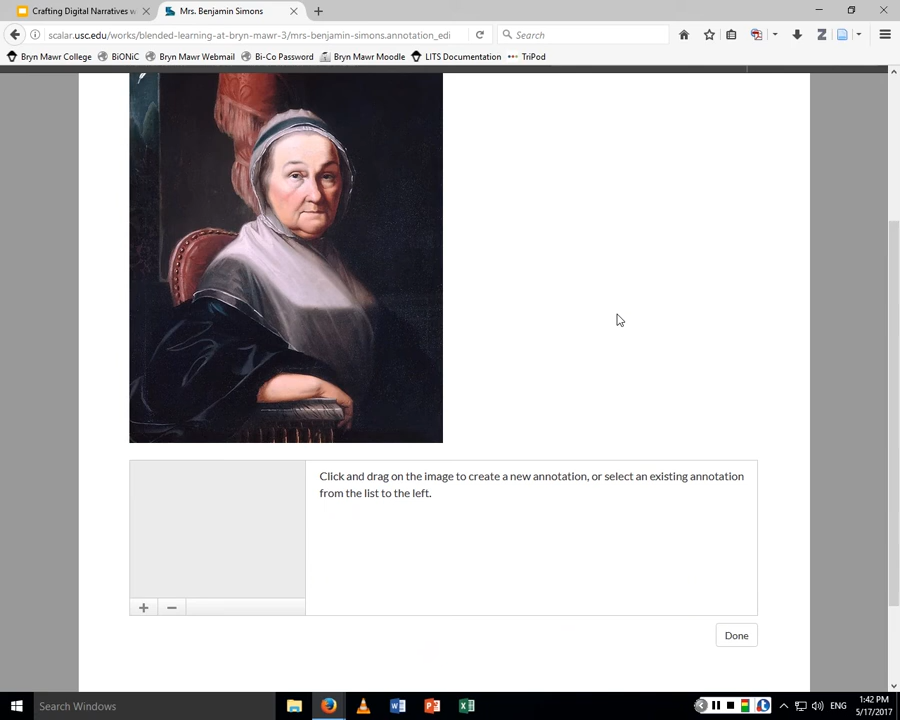 Crafting Digital Narratives w
Mrs. Benjamin Simons
scalar.usc.edu/works/blended-learning-at-bryn-mawr-3/mrs-benjamin-simons.annotation_edi
Search
Bryn Mawr College BiONiC Bryn Mawr Webmail Bi-Co Password Bryn Mawr Moodle LITS Documentation TriPod
Click and drag on the image to create a new annotation, or select an existing annotation
from the list to the left.
+ −
Done
Search Windows
ENG
1:42 PM
5/17/2017